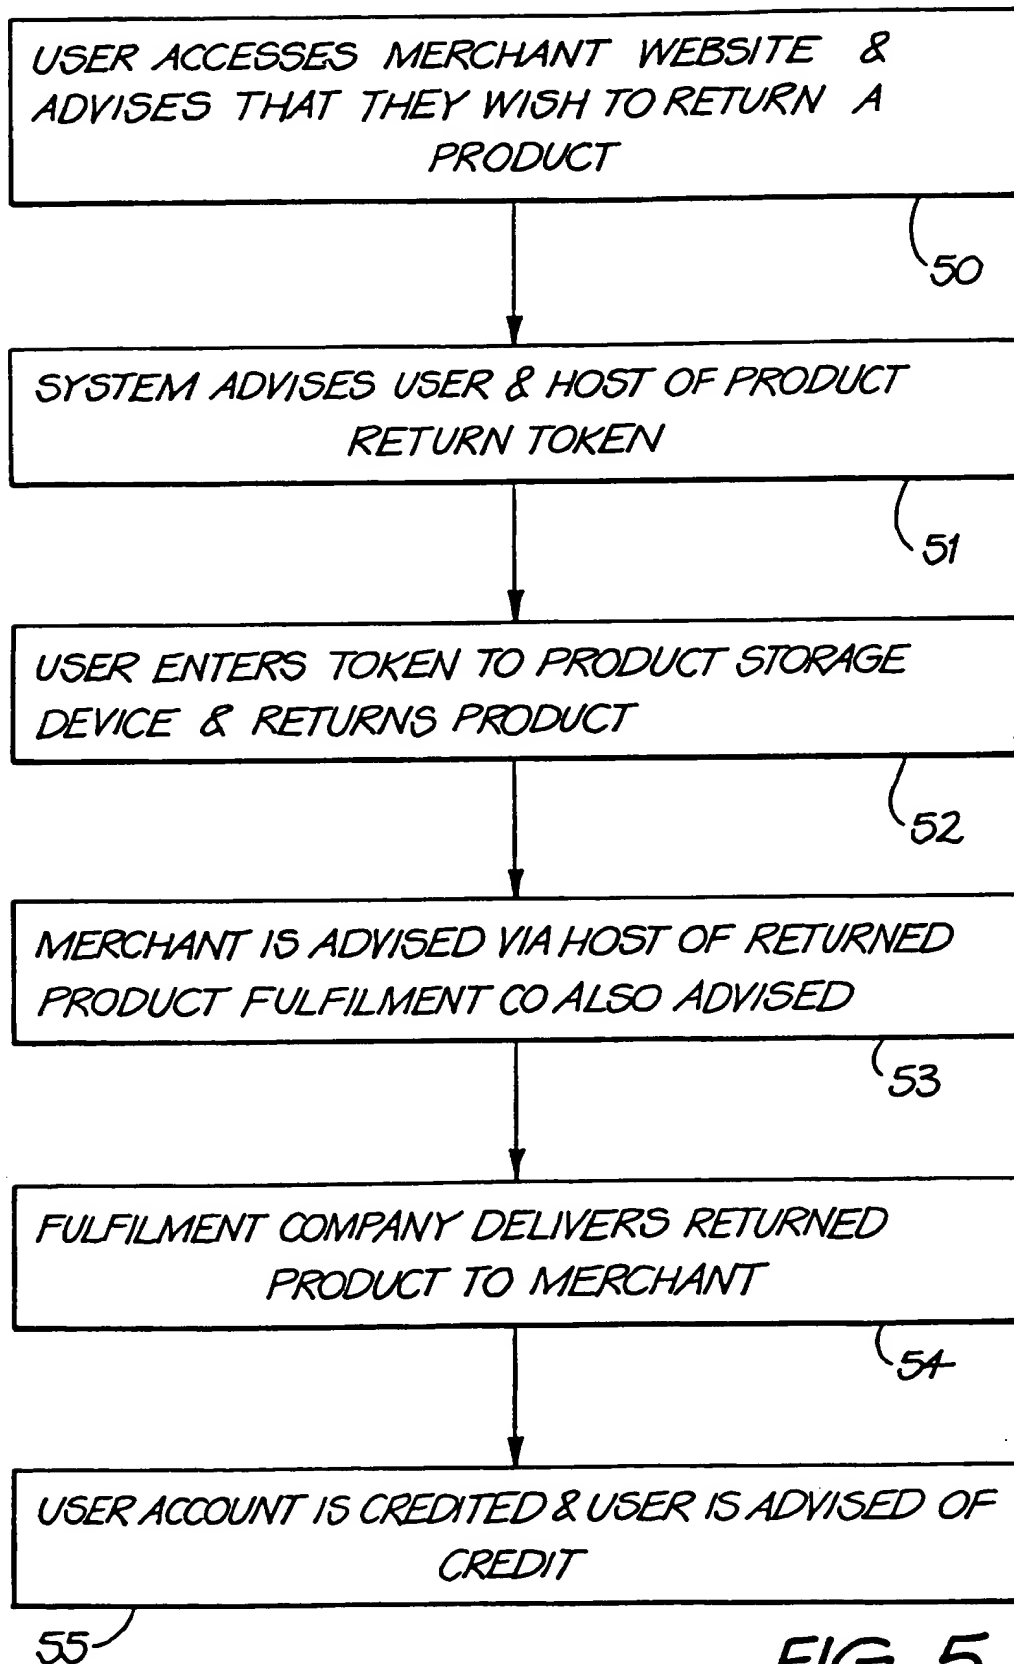 USER ACCESSES MERCHANT WEBSITE &
ADVISES THAT THEY WISH TO RETURN A
PRODUCT
50
SYSTEM ADVISES USER & HOST OF PRODUCT
RETURN TOKEN
51
USER ENTERS TOKEN TO PRODUCT STORAGE
DEVICE & RETURNS PRODUCT
52
MERCHANT IS ADVISED VIA HOST OF RETURNED
PRODUCT FULFILMENT CO ALSO ADVISED
53
FULFILMENT COMPANY DELIVERS RETURNED
PRODUCT TO MERCHANT
54
USER ACCOUNT IS CREDITED & USER IS ADVISED OF
CREDIT
55
FIG. 5